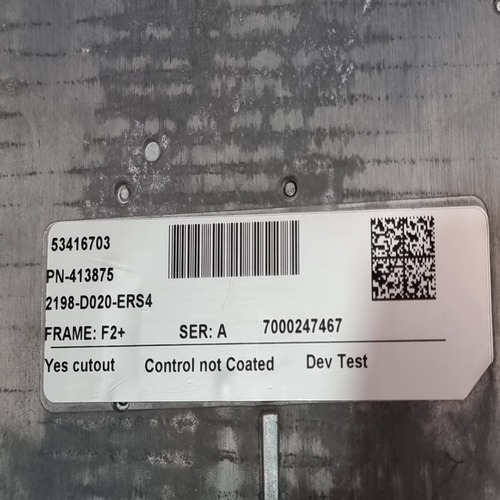 53416703
PN-413875
2198-D020-ERS4
FRAME: F2+ SER: A 7000247467
Yes cutout Control not Coated Dev Test